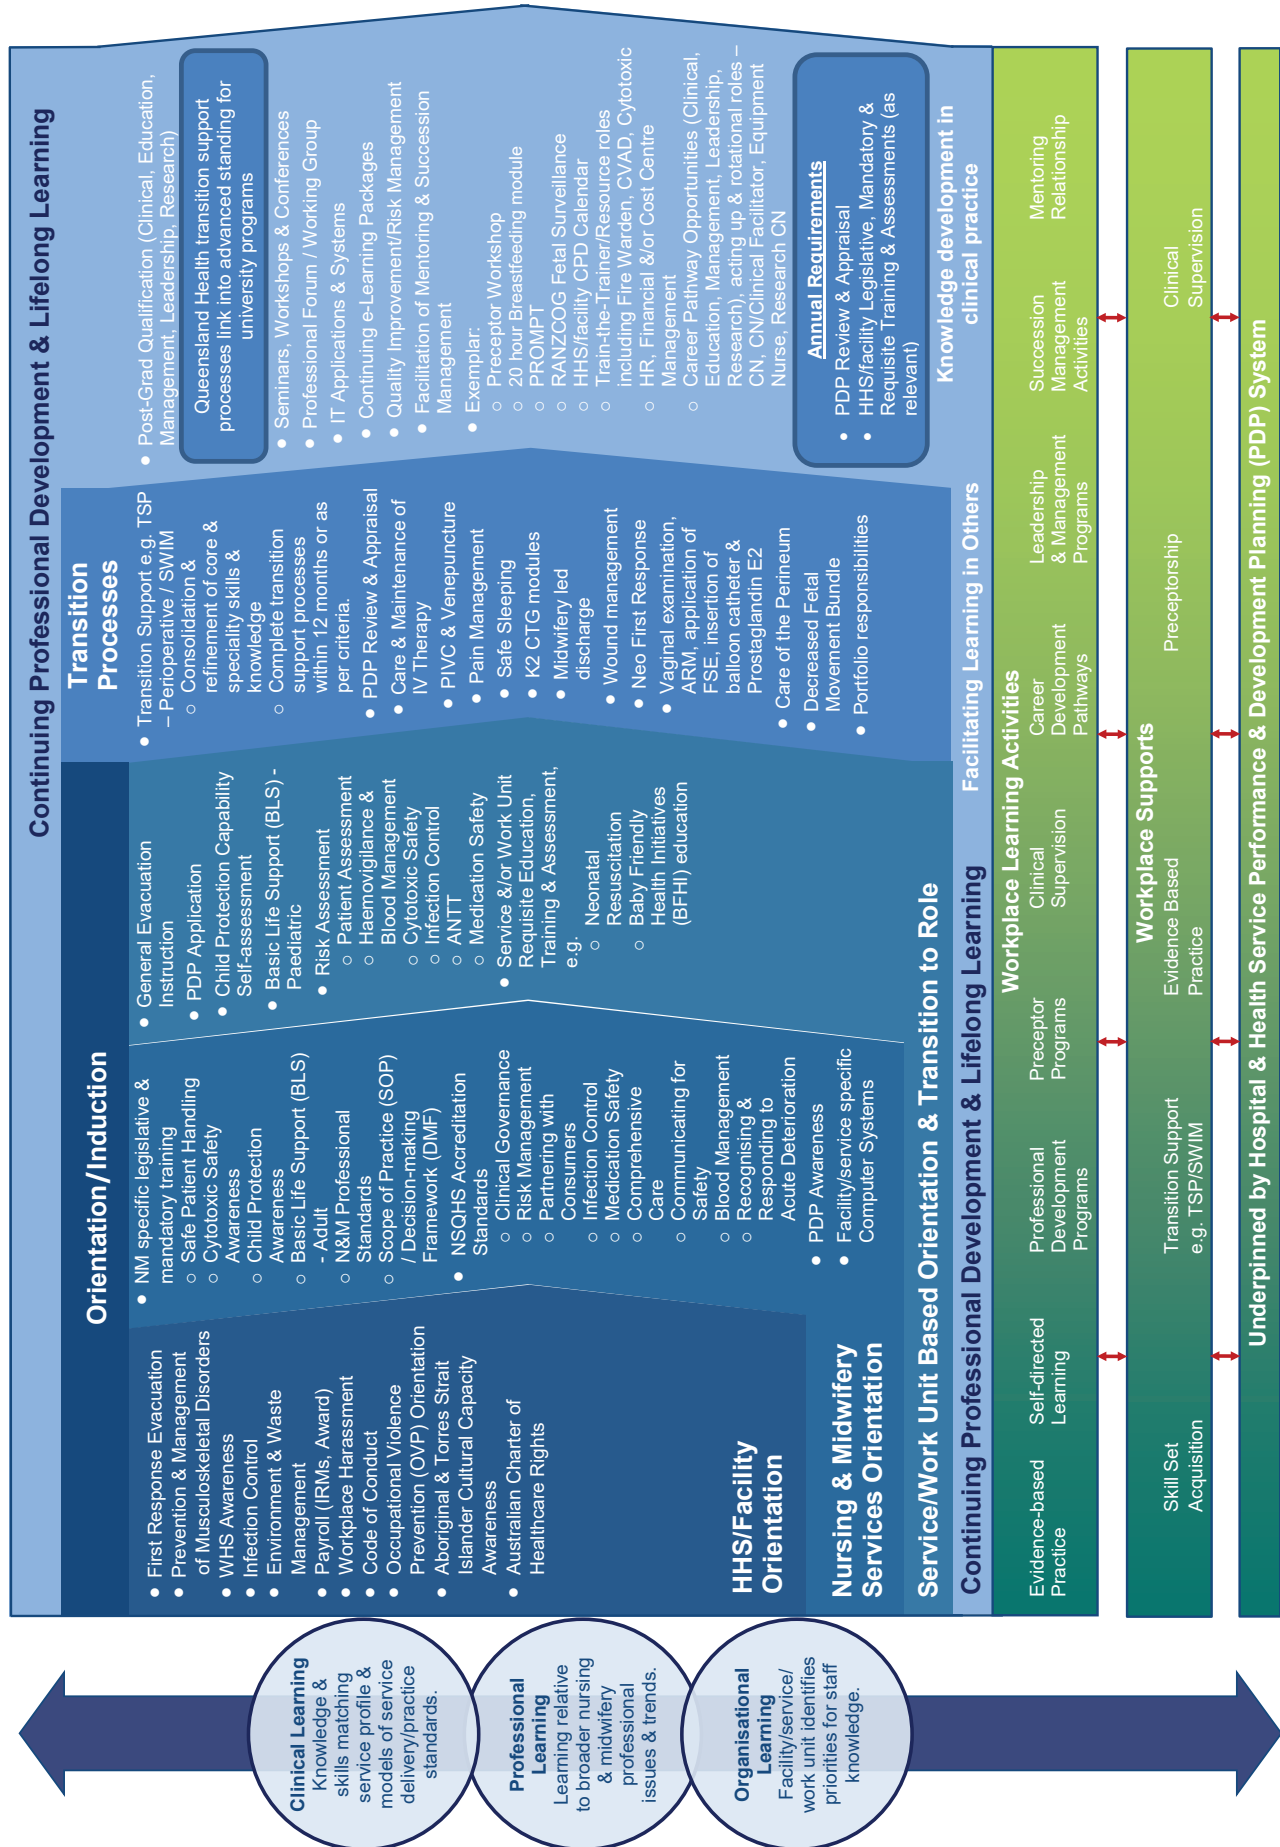 Continuing Professional Development & Lifelong Learning
Clinical Learning
Knowledge &
skills matching
service profile &
models of service
delivery/practice
standards.
Professional
Learning
Learning relative
to broader nursing
& midwifery
professional
issues & trends.
Organisational
Learning
Facility/service/
work unit identifies
priorities for staff
knowledge.
Orientation/Induction
● First Response Evacuation
● Prevention & Management
of Musculoskeletal Disorders
● WHS Awareness
● Infection Control
● Environment & Waste
Management
● Payroll (IRMs, Award)
● Workplace Harassment
● Code of Conduct
● Occupational Violence
Prevention (OVP) Orientation
● Aboriginal & Torres Strait
Islander Cultural Capacity
Awareness
● Australian Charter of
Healthcare Rights
HHS/Facility
Orientation
● NM specific legislative &
mandatory training
○ Safe Patient Handling
○ Cytotoxic Safety
Awareness
○ Child Protection
Awareness
○ Basic Life Support (BLS)
- Adult
○ N&M Professional
Standards
○ Scope of Practice (SOP)
/ Decision-making
Framework (DMF)
● NSQHS Accreditation
Standards
○ Clinical Governance
○ Risk Management
○ Partnering with
Consumers
○ Infection Control
○ Medication Safety
○ Comprehensive
Care
○ Communicating for
Safety
○ Blood Management
○ Recognising &
Responding to
Acute Deterioration
● PDP Awareness
● Facility/service specific
Computer Systems
Nursing & Midwifery
Services Orientation
● General Evacuation
Instruction
● PDP Application
● Child Protection Capability
Self-assessment
● Basic Life Support (BLS) -
Paediatric
● Risk Assessment
○ Patient Assessment
○ Haemovigilance &
Blood Management
○ Cytotoxic Safety
○ Infection Control
○ ANTT
○ Medication Safety
● Service &/or Work Unit
Requisite Education,
Training & Assessment,
e.g.
○ Neonatal
Resuscitation
○ Baby Friendly
Health Initiatives
(BFHI) education
Service/Work Unit Based Orientation & Transition to Role
Transition
Processes
● Transition Support e.g. TSP
– Perioperative / SWIM
○ Consolidation &
refinement of core &
speciality skills &
knowledge
○ Complete transition
support processes
within 12 months or as
per criteria.
● PDP Review & Appraisal
● Care & Maintenance of
IV Therapy
● PIVC & Venepuncture
● Pain Management
● Safe Sleeping
● K2 CTG modules
● Midwifery led
discharge
● Wound management
● Neo First Response
● Vaginal examination,
ARM, application of
FSE, insertion of
balloon catheter &
Prostaglandin E2
● Care of the Perineum
● Decreased Fetal
Movement Bundle
● Portfolio responsibilities
● Post-Grad Qualification (Clinical, Education,
Management, Leadership, Research)
Queensland Health transition support
processes link into advanced standing for
university programs
● Seminars, Workshops & Conferences
● Professional Forum / Working Group
● IT Applications & Systems
● Continuing e-Learning Packages
● Quality Improvement/Risk Management
● Facilitation of Mentoring & Succession
Management
● Exemplar:
○ Preceptor Workshop
○ 20 hour Breastfeeding module
○ PROMPT
○ RANZCOG Fetal Surveillance
○ HHS/facility CPD Calendar
○ Train-the-Trainer/Resource roles
including Fire Warden, CVAD, Cytotoxic
○ HR, Financial &/or Cost Centre
Management
○ Career Pathway Opportunities (Clinical,
Education, Management, Leadership,
Research), acting up & rotational roles –
CN, CN/Clinical Facilitator, Equipment
Nurse, Research CN
Annual Requirements
● PDP Review & Appraisal
● HHS/facility Legislative, Mandatory &
Requisite Training & Assessments (as
relevant)
Knowledge development in
clinical practice
Continuing Professional Development & Lifelong Learning
Facilitating Learning in Others
Workplace Learning Activities
Evidence-based
Practice
Self-directed
Learning
Professional
Development
Programs
Preceptor
Programs
Clinical
Supervision
Career
Development
Pathways
Leadership
& Management
Programs
Succession
Management
Activities
Mentoring
Relationship
Workplace Supports
Skill Set
Acquisition
Transition Support
e.g. TSP/SWIM
Evidence Based
Practice
Preceptorship
Clinical
Supervision
Underpinned by Hospital & Health Service Performance & Development Planning (PDP) System